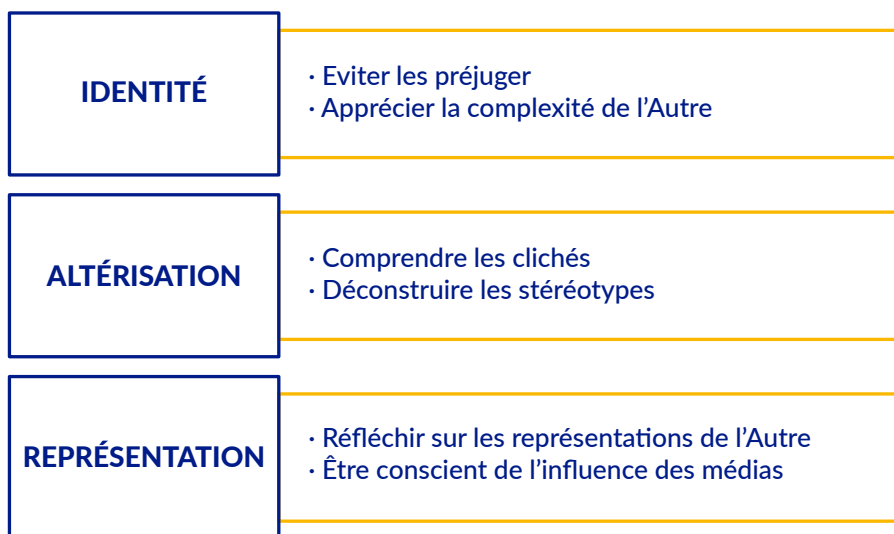 IDENTITÉ
· Eviter les préjuger
· Apprécier la complexité de l’Autre
ALTÉRISATION
· Comprendre les clichés
· Déconstruire les stéréotypes
REPRÉSENTATION
· Réfléchir sur les représentations de l’Autre
· Être conscient de l’influence des médias